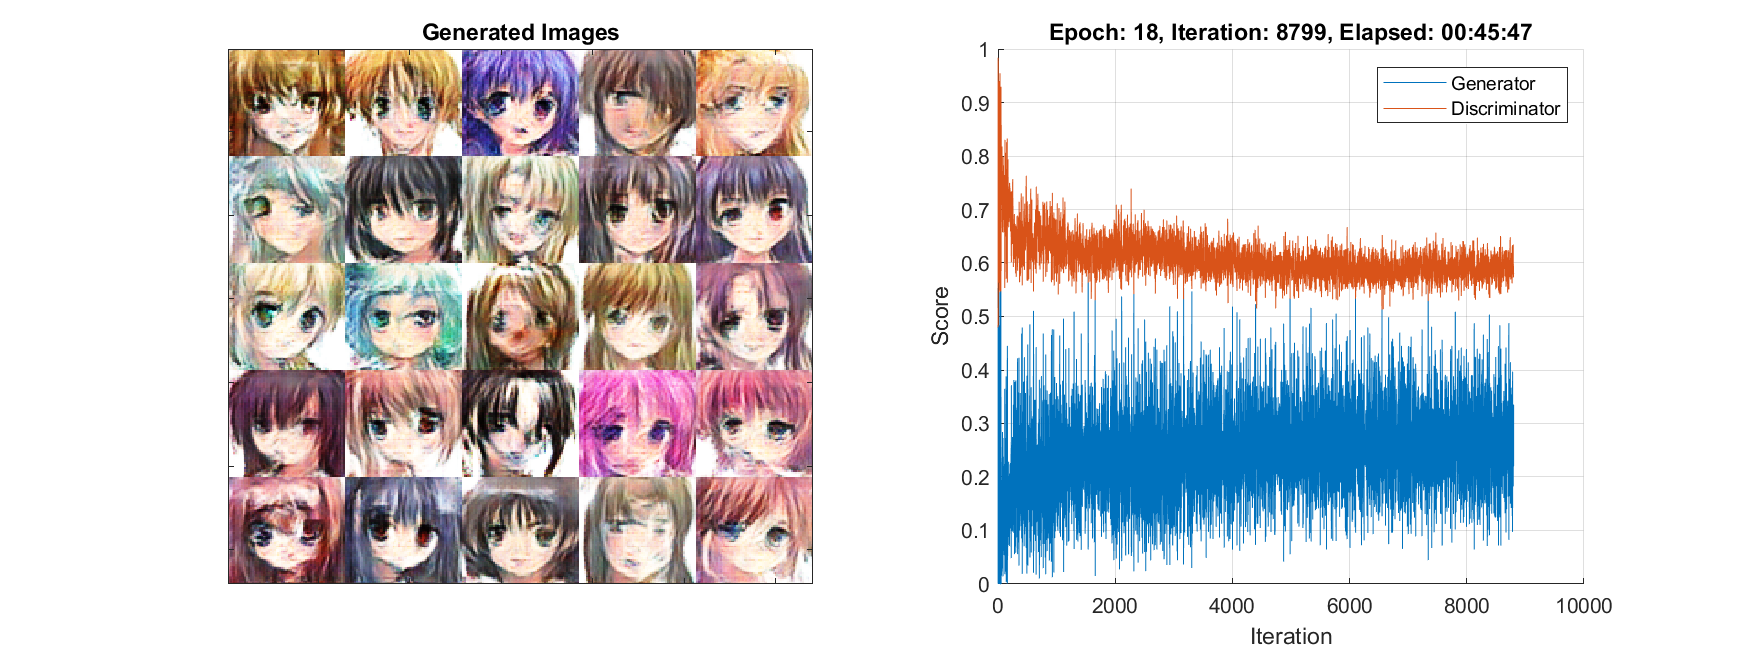 Generated Images
Epoch: 18, Iteration: 8799, Elapsed: 00:45:47
Generator
Discriminator
1
0.9
0.8
0.7
0.6
0.5
0.4
0.3
0.2
0.1
0
Score
0
2000
4000
6000
8000
10000
Iteration